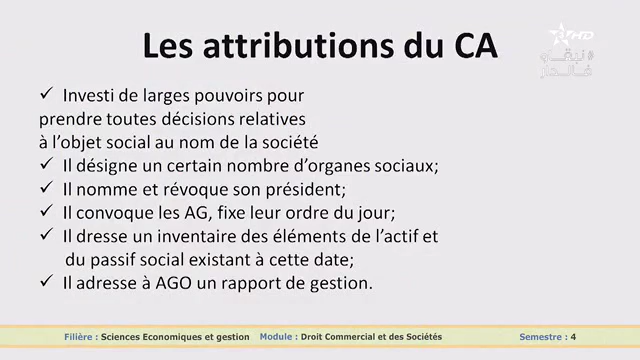 Les attributions du CA
HD
#نبقاو
فالدار
✓ Investi de larges pouvoirs pour
prendre toutes décisions relatives
à l’objet social au nom de la société
✓ Il désigne un certain nombre d’organes sociaux;
✓ Il nomme et révoque son président;
✓ Il convoque les AG, fixe leur ordre du jour;
✓ Il dresse un inventaire des éléments de l’actif et
du passif social existant à cette date;
✓ Il adresse à AGO un rapport de gestion.
Filière : Sciences Economiques et gestion Module : Droit Commercial et des Sociétés Semestre : 4